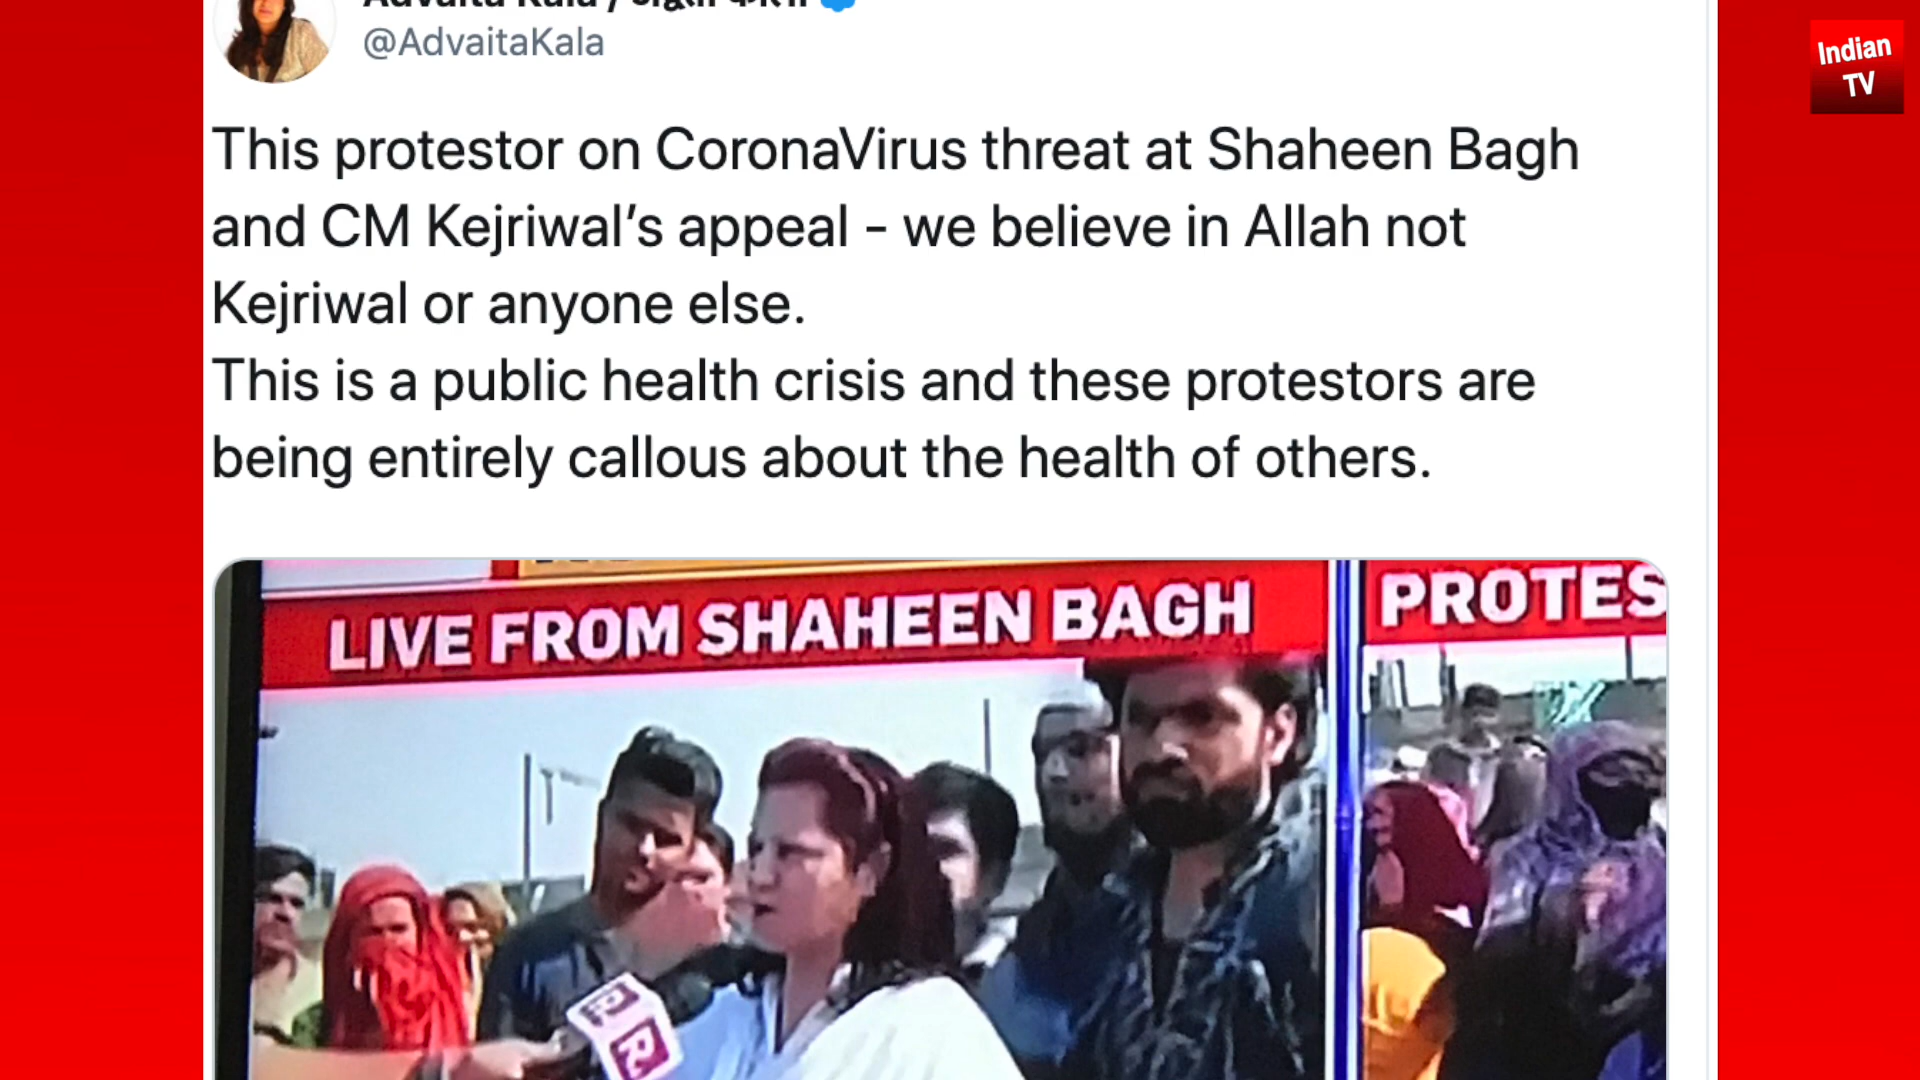 Advaita Kala /
@AdvaitaKala
Indian
TV
This protestor on CoronaVirus threat at Shaheen Bagh
and CM Kejriwal’s appeal – we believe in Allah not
Kejriwal or anyone else.
This is a public health crisis and these protestors are
being entirely callous about the health of others.
LIVE FROM SHAHEEN BAGH
PROTES
R
R